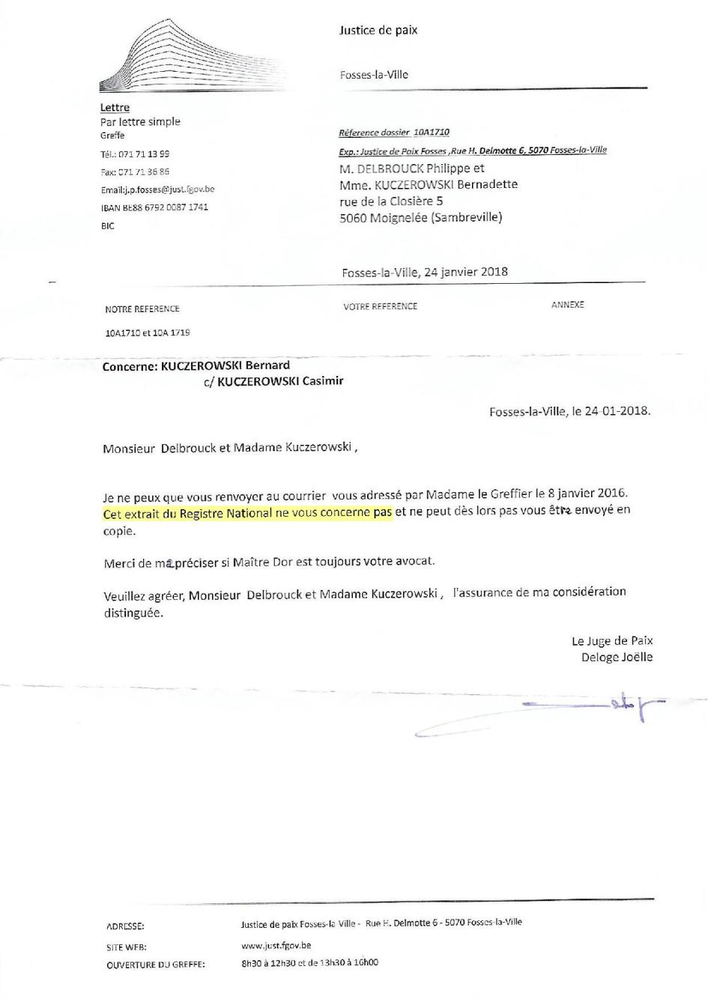 Justice de paix
Fosses-la-Ville
Lettre
Par lettre simple
Greffe
Tél.: 071 71 13 99
Fax: 071 71 36 86
Email:j.p.fosses@just.fgov.be
IBAN BE88 6792 0087 1741
BIC
Réference dossier 10A1710
Exp.: Justice de Paix Fosses ,Rue H. Delmotte 6, 5070 Fosses-la-Ville
M. DELBROUCK Philippe et
Mme. KUCZEROWSKI Bernadette
rue de la Closière 5
5060 Moignelée (Sambreville)
Fosses-la-Ville, 24 janvier 2018
NOTRE REFERENCE
VOTRE REFERENCE
ANNEXE
10A1710 et 10A 1719
Concerne: KUCZEROWSKI Bernard
c/ KUCZEROWSKI Casimir
Fosses-la-Ville, le 24-01-2018.
Monsieur Delbrouck et Madame Kuczerowski ,
Je ne peux que vous renvoyer au courrier vous adressé par Madame le Greffier le 8 janvier 2016.
Cet extrait du Registre National ne vous concerne pas et ne peut dès lors pas vous être envoyé en
copie.
Merci de me préciser si Maître Dor est toujours votre avocat.
Veuillez agréer, Monsieur Delbrouck et Madame Kuczerowski , l'assurance de ma considération
distinguée.
Le Juge de Paix
Deloge Joëlle
ADRESSE: Justice de paix Fosses-la Ville - Rue H. Delmotte 6 - 5070 Fosses-la-Ville
SITE WEB: www.just.fgov.be
OUVERTURE DU GREFFE: 8h30 à 12h30 et de 13h30 à 16h00